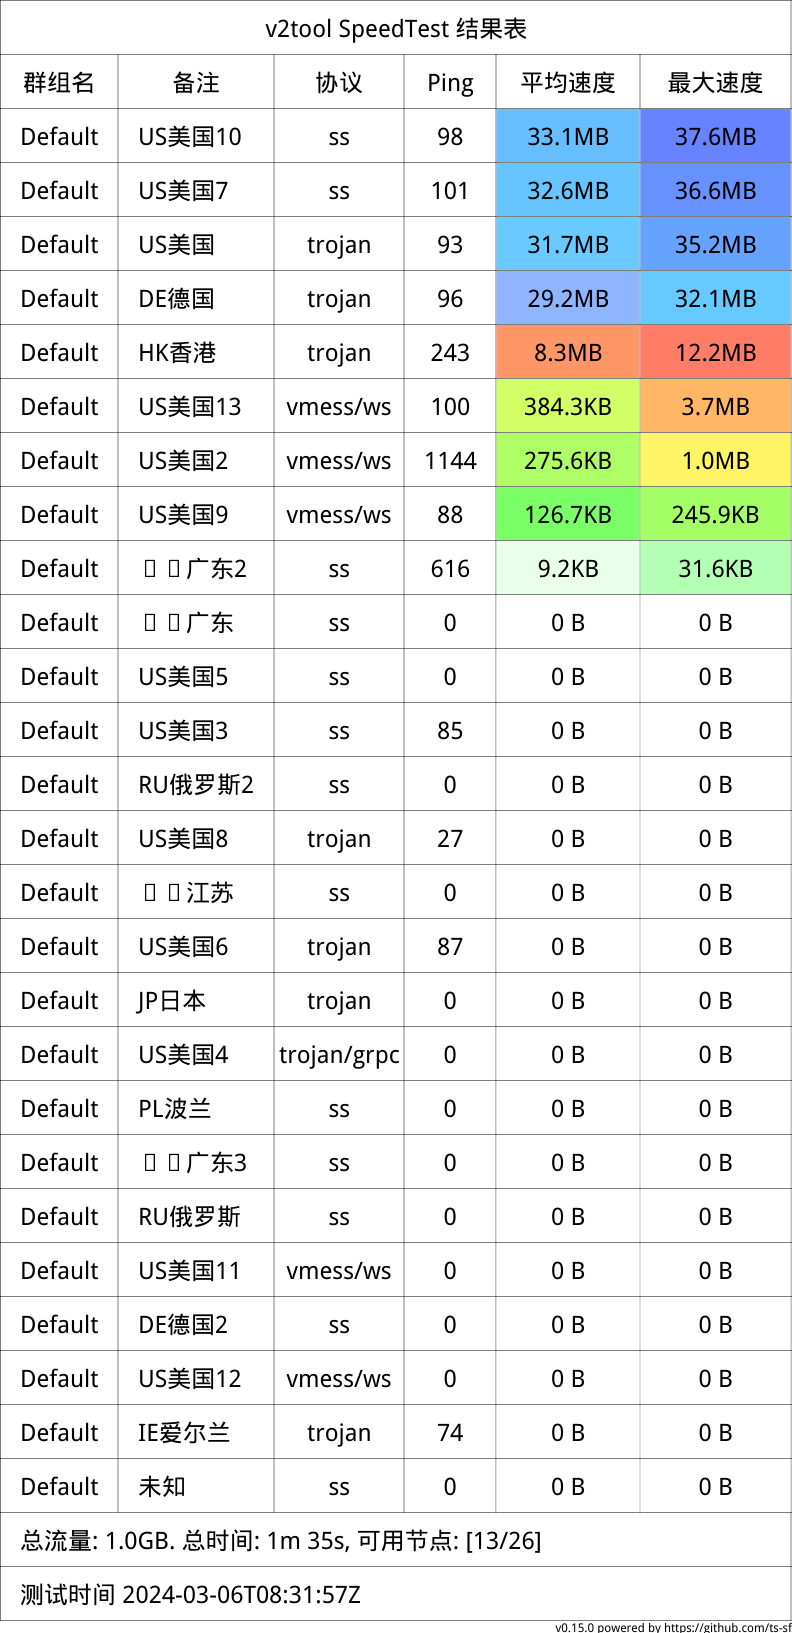 v2tool SpeedTest 结果表
群组名 备注 协议 Ping 平均速度 最大速度
Default US美国10 ss 98 33.1MB 37.6MB
Default US美国7 ss 101 32.6MB 36.6MB
Default US美国 trojan 93 31.7MB 35.2MB
Default DE德国 trojan 96 29.2MB 32.1MB
Default HK香港 trojan 243 8.3MB 12.2MB
Default US美国13 vmess/ws 100 384.3KB 3.7MB
Default US美国2 vmess/ws 1144 275.6KB 1.0MB
Default US美国9 vmess/ws 88 126.7KB 245.9KB
Default 广东2 ss 616 9.2KB 31.6KB
Default 广东 ss 0 0 B 0 B
Default US美国5 ss 0 0 B 0 B
Default US美国3 ss 85 0 B 0 B
Default RU俄罗斯2 ss 0 0 B 0 B
Default US美国8 trojan 27 0 B 0 B
Default 江苏 ss 0 0 B 0 B
Default US美国6 trojan 87 0 B 0 B
Default JP日本 trojan 0 0 B 0 B
Default US美国4 trojan/grpc 0 0 B 0 B
Default PL波兰 ss 0 0 B 0 B
Default 广东3 ss 0 0 B 0 B
Default RU俄罗斯 ss 0 0 B 0 B
Default US美国11 vmess/ws 0 0 B 0 B
Default DE德国2 ss 0 0 B 0 B
Default US美国12 vmess/ws 0 0 B 0 B
Default IE爱尔兰 trojan 74 0 B 0 B
Default 未知 ss 0 0 B 0 B
总流量: 1.0GB. 总时间: 1m 35s, 可用节点: [13/26]
测试时间 2024-03-06T08:31:57Z
v0.15.0 powered by https://github.com/ts-sf